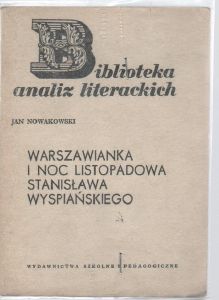 Biblioteka
analiz literackich
JAN NOWAKOWSKI
WARSZAWIANKA
I NOC LISTOPADOWA
STANISŁAWA
WYSPIAŃSKIEGO
WYDAWNICTWA SZKOLNE I PEDAGOGICZNE